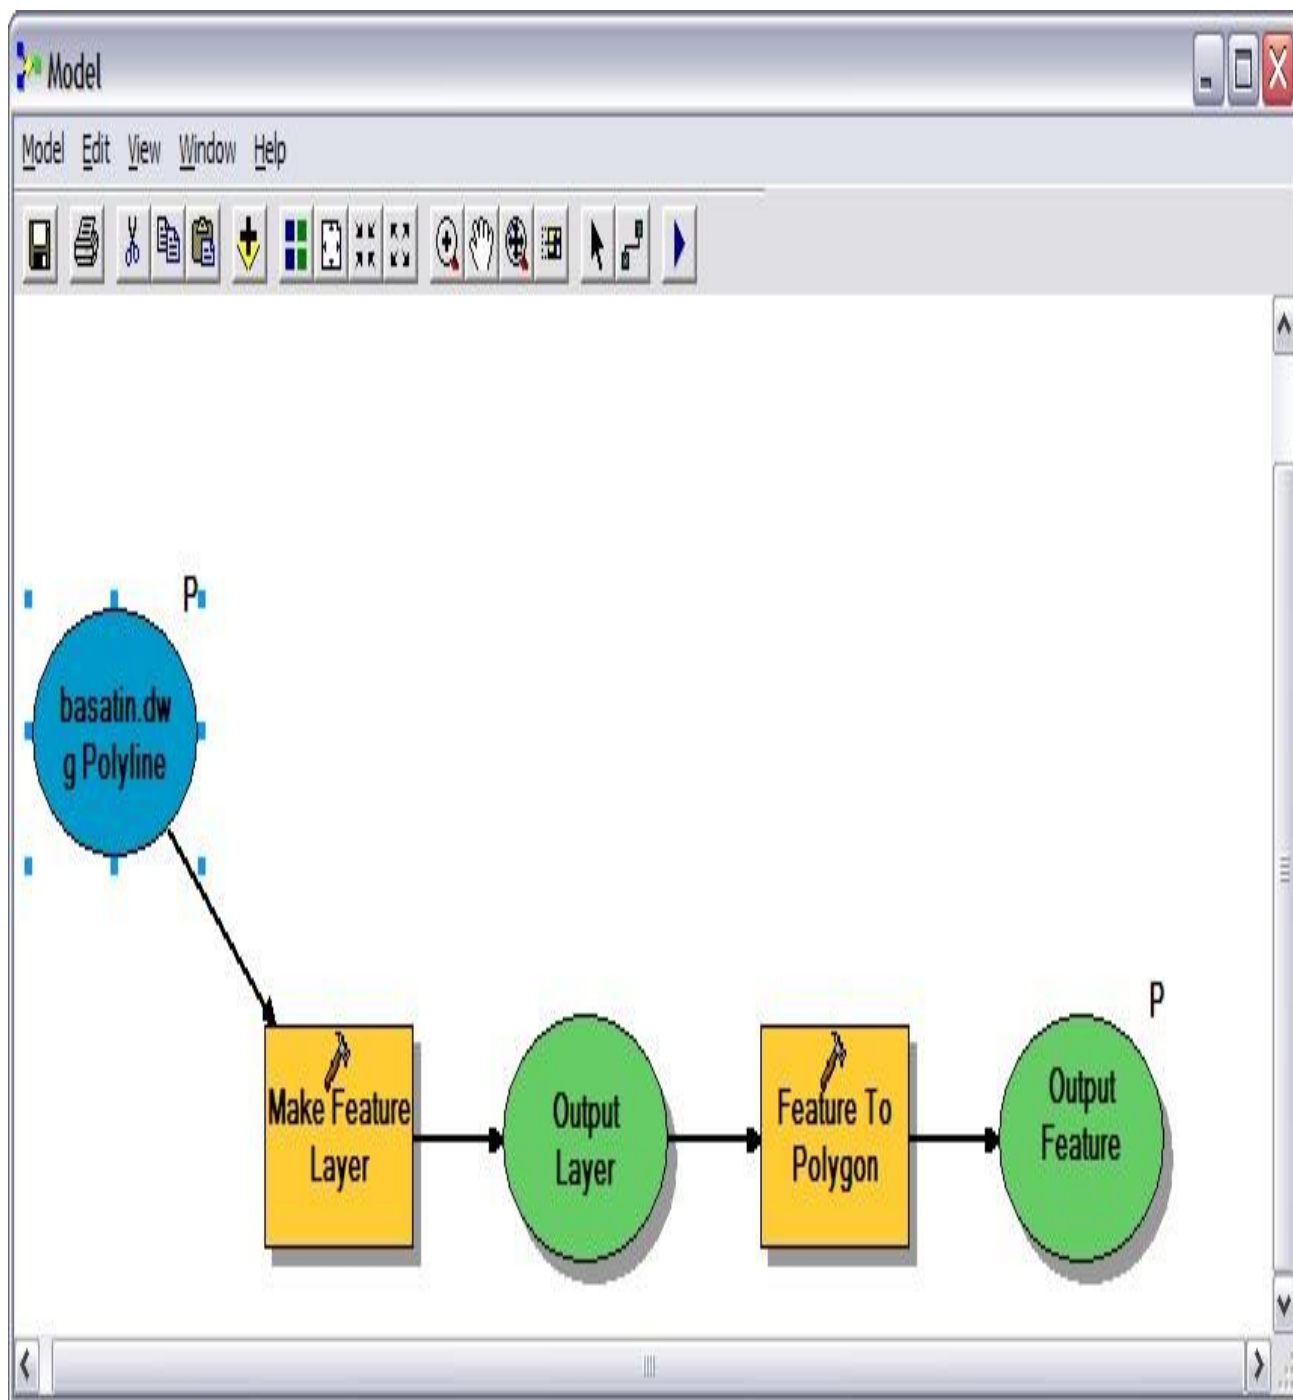 Model
Model Edit View Window Help
P
basatin.dw
g Polyline
P
Make Feature
Layer
Output
Layer
Feature To
Polygon
Output
Feature